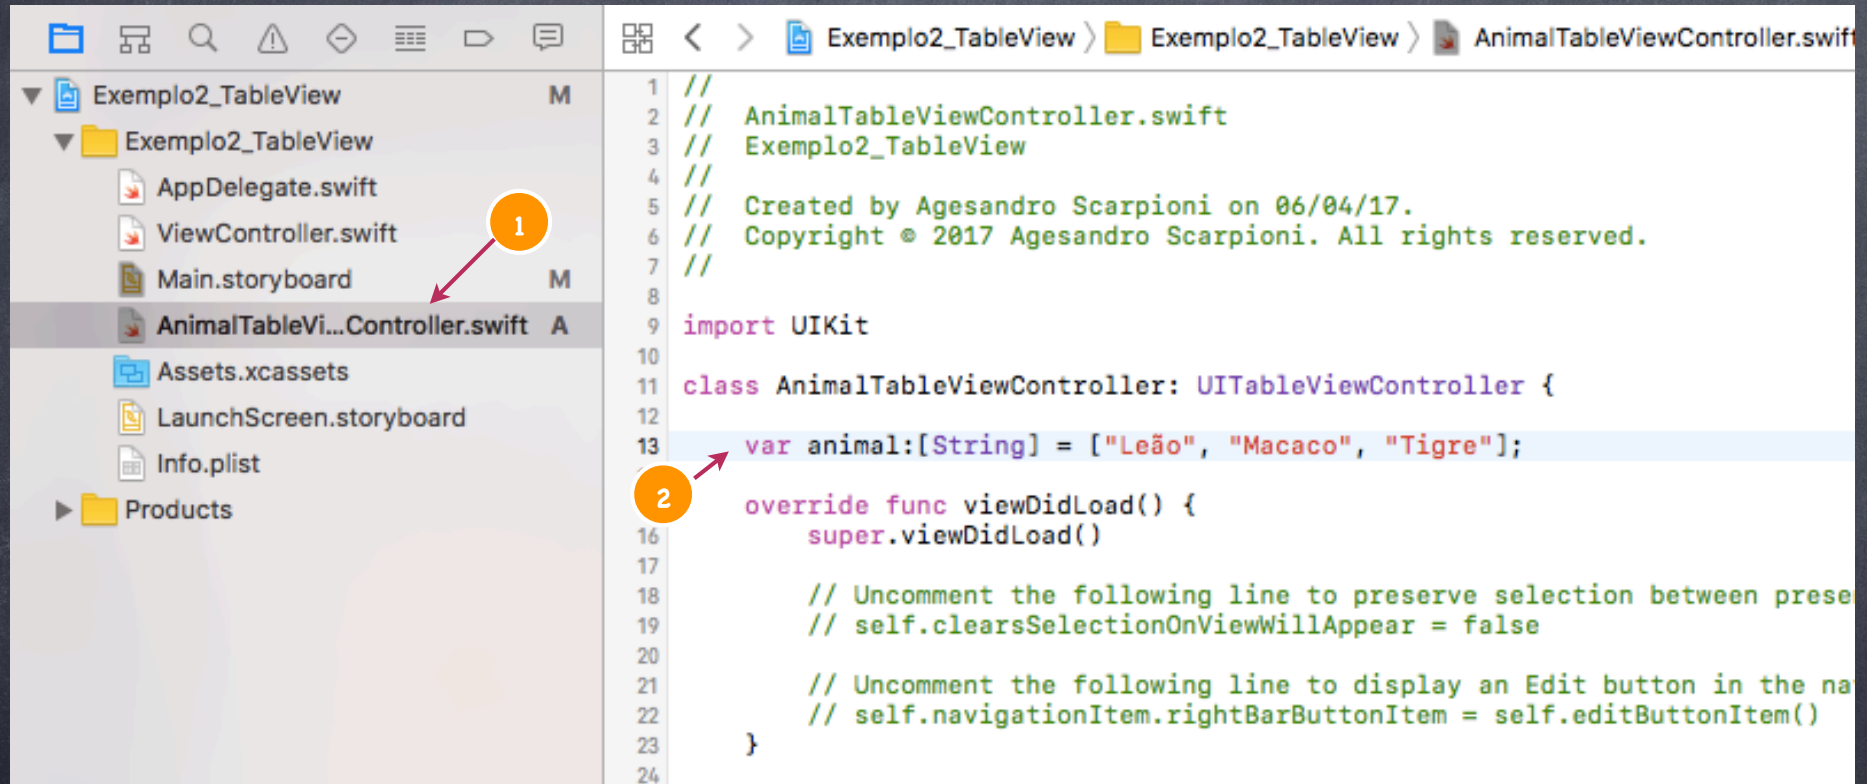 Exemplo2_TableView M
Exemplo2_TableView
AppDelegate.swift
ViewController.swift
Main.storyboard M
AnimalTableVi...Controller.swift A
Assets.xcassets
LaunchScreen.storyboard
Info.plist
Products
1
2
Exemplo2_TableView Exemplo2_TableView AnimalTableViewController.swift
1 //
2 // AnimalTableViewController.swift
3 // Exemplo2_TableView
4 //
5 // Created by Agesandro Scarpioni on 06/04/17.
6 // Copyright © 2017 Agesandro Scarpioni. All rights reserved.
7 //
8
9 import UIKit
10
11 class AnimalTableViewController: UITableViewController {
12
13 var animal:[String] = ["Leão", "Macaco", "Tigre"];
override func viewDidLoad() {
16 super.viewDidLoad()
17
18 // Uncomment the following line to preserve selection between prese
19 // self.clearsSelectionOnViewWillAppear = false
20
21 // Uncomment the following line to display an Edit button in the na
22 // self.navigationItem.rightBarButtonItem = self.editButtonItem()
23 }
24